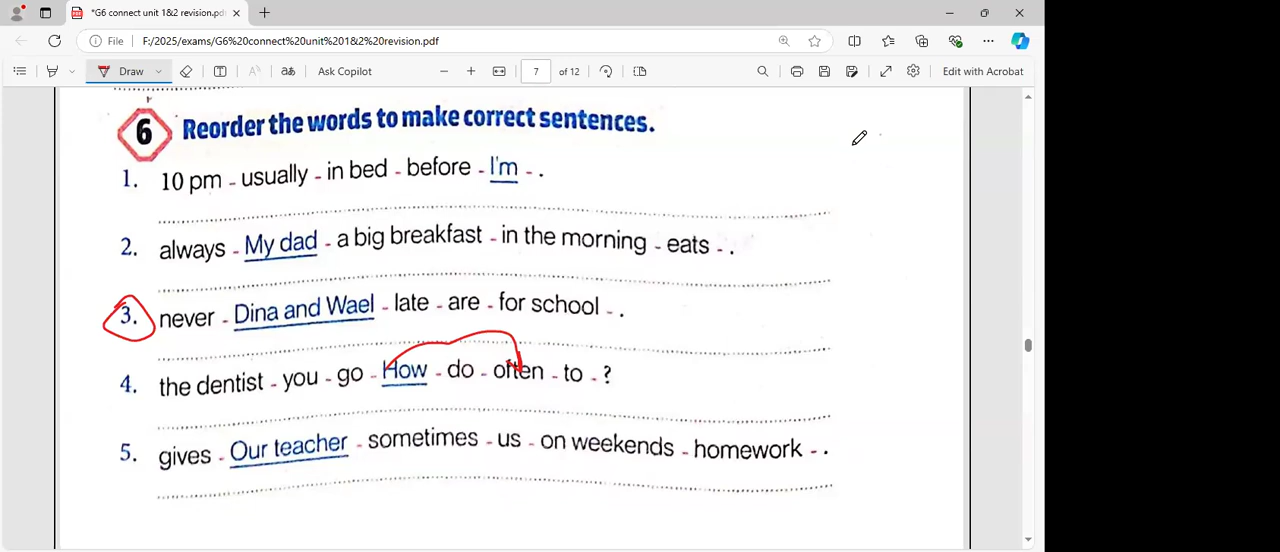 *G6 connect unit 1&2 revision.pdf
File F:/2025/exams/G6%20connect%20unit%201&2%20revision.pdf
Draw Ask Copilot 7 of 12 Edit with Acrobat
6 Reorder the words to make correct sentences.
1. 10 pm - usually - in bed - before - I'm - .
2. always - My dad - a big breakfast - in the morning - eats - .
3. never - Dina and Wael - late - are - for school - .
4. the dentist - you - go - How - do - often - to - ?
5. gives - Our teacher - sometimes - us - on weekends - homework - .